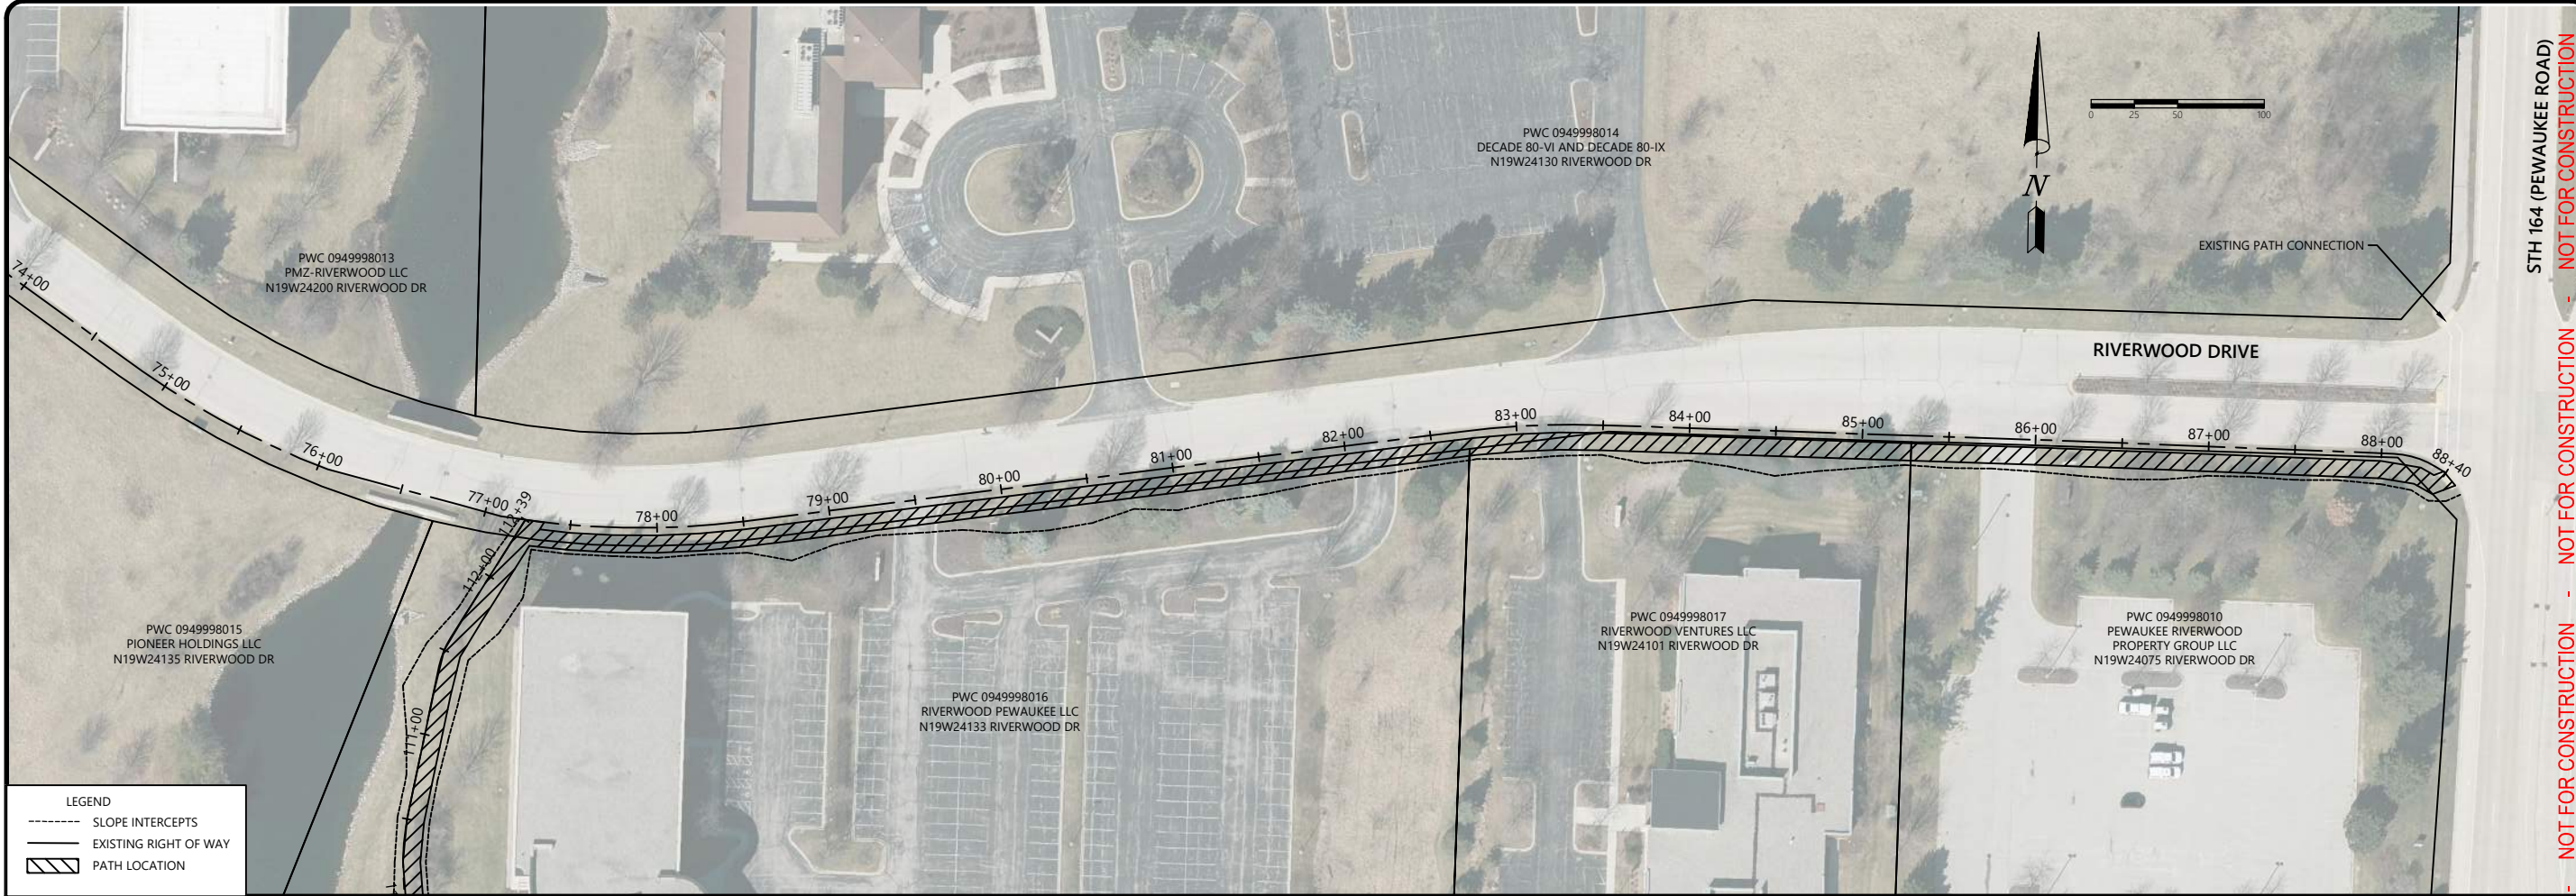 PWC 0949998013
PMZ-RIVERWOOD LLC
N19W24200 RIVERWOOD DR
PWC 0949998014
DECADE 80-VI AND DECADE 80-IX
N19W24130 RIVERWOOD DR
N
0 25 50 100
EXISTING PATH CONNECTION
STH 164 (PEWAUKEE ROAD)
NOT FOR CONSTRUCTION - NOT FOR CONSTRUCTION - NOT FOR CONSTRUCTION -
RIVERWOOD DRIVE
74+00
75+00
76+00
77+00
78+00
79+00
80+00
81+00
82+00
83+00
84+00
85+00
86+00
87+00
88+00
88+40
112+39
112+00
111+00
PWC 0949998015
PIONEER HOLDINGS LLC
N19W24135 RIVERWOOD DR
PWC 0949998016
RIVERWOOD PEWAUKEE LLC
N19W24133 RIVERWOOD DR
PWC 0949998017
RIVERWOOD VENTURES LLC
N19W24101 RIVERWOOD DR
PWC 0949998010
PEWAUKEE RIVERWOOD
PROPERTY GROUP LLC
N19W24075 RIVERWOOD DR
LEGEND
SLOPE INTERCEPTS
EXISTING RIGHT OF WAY
PATH LOCATION